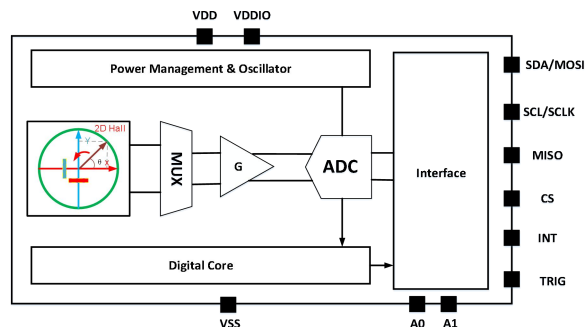 VDD
VDDIO
Power Management & Oscillator
SDA/MOSI
SCL/SCLK
2D Hall
Y
θ
X
MUX
G
ADC
Interface
MISO
CS
INT
Digital Core
TRIG
VSS
A0
A1